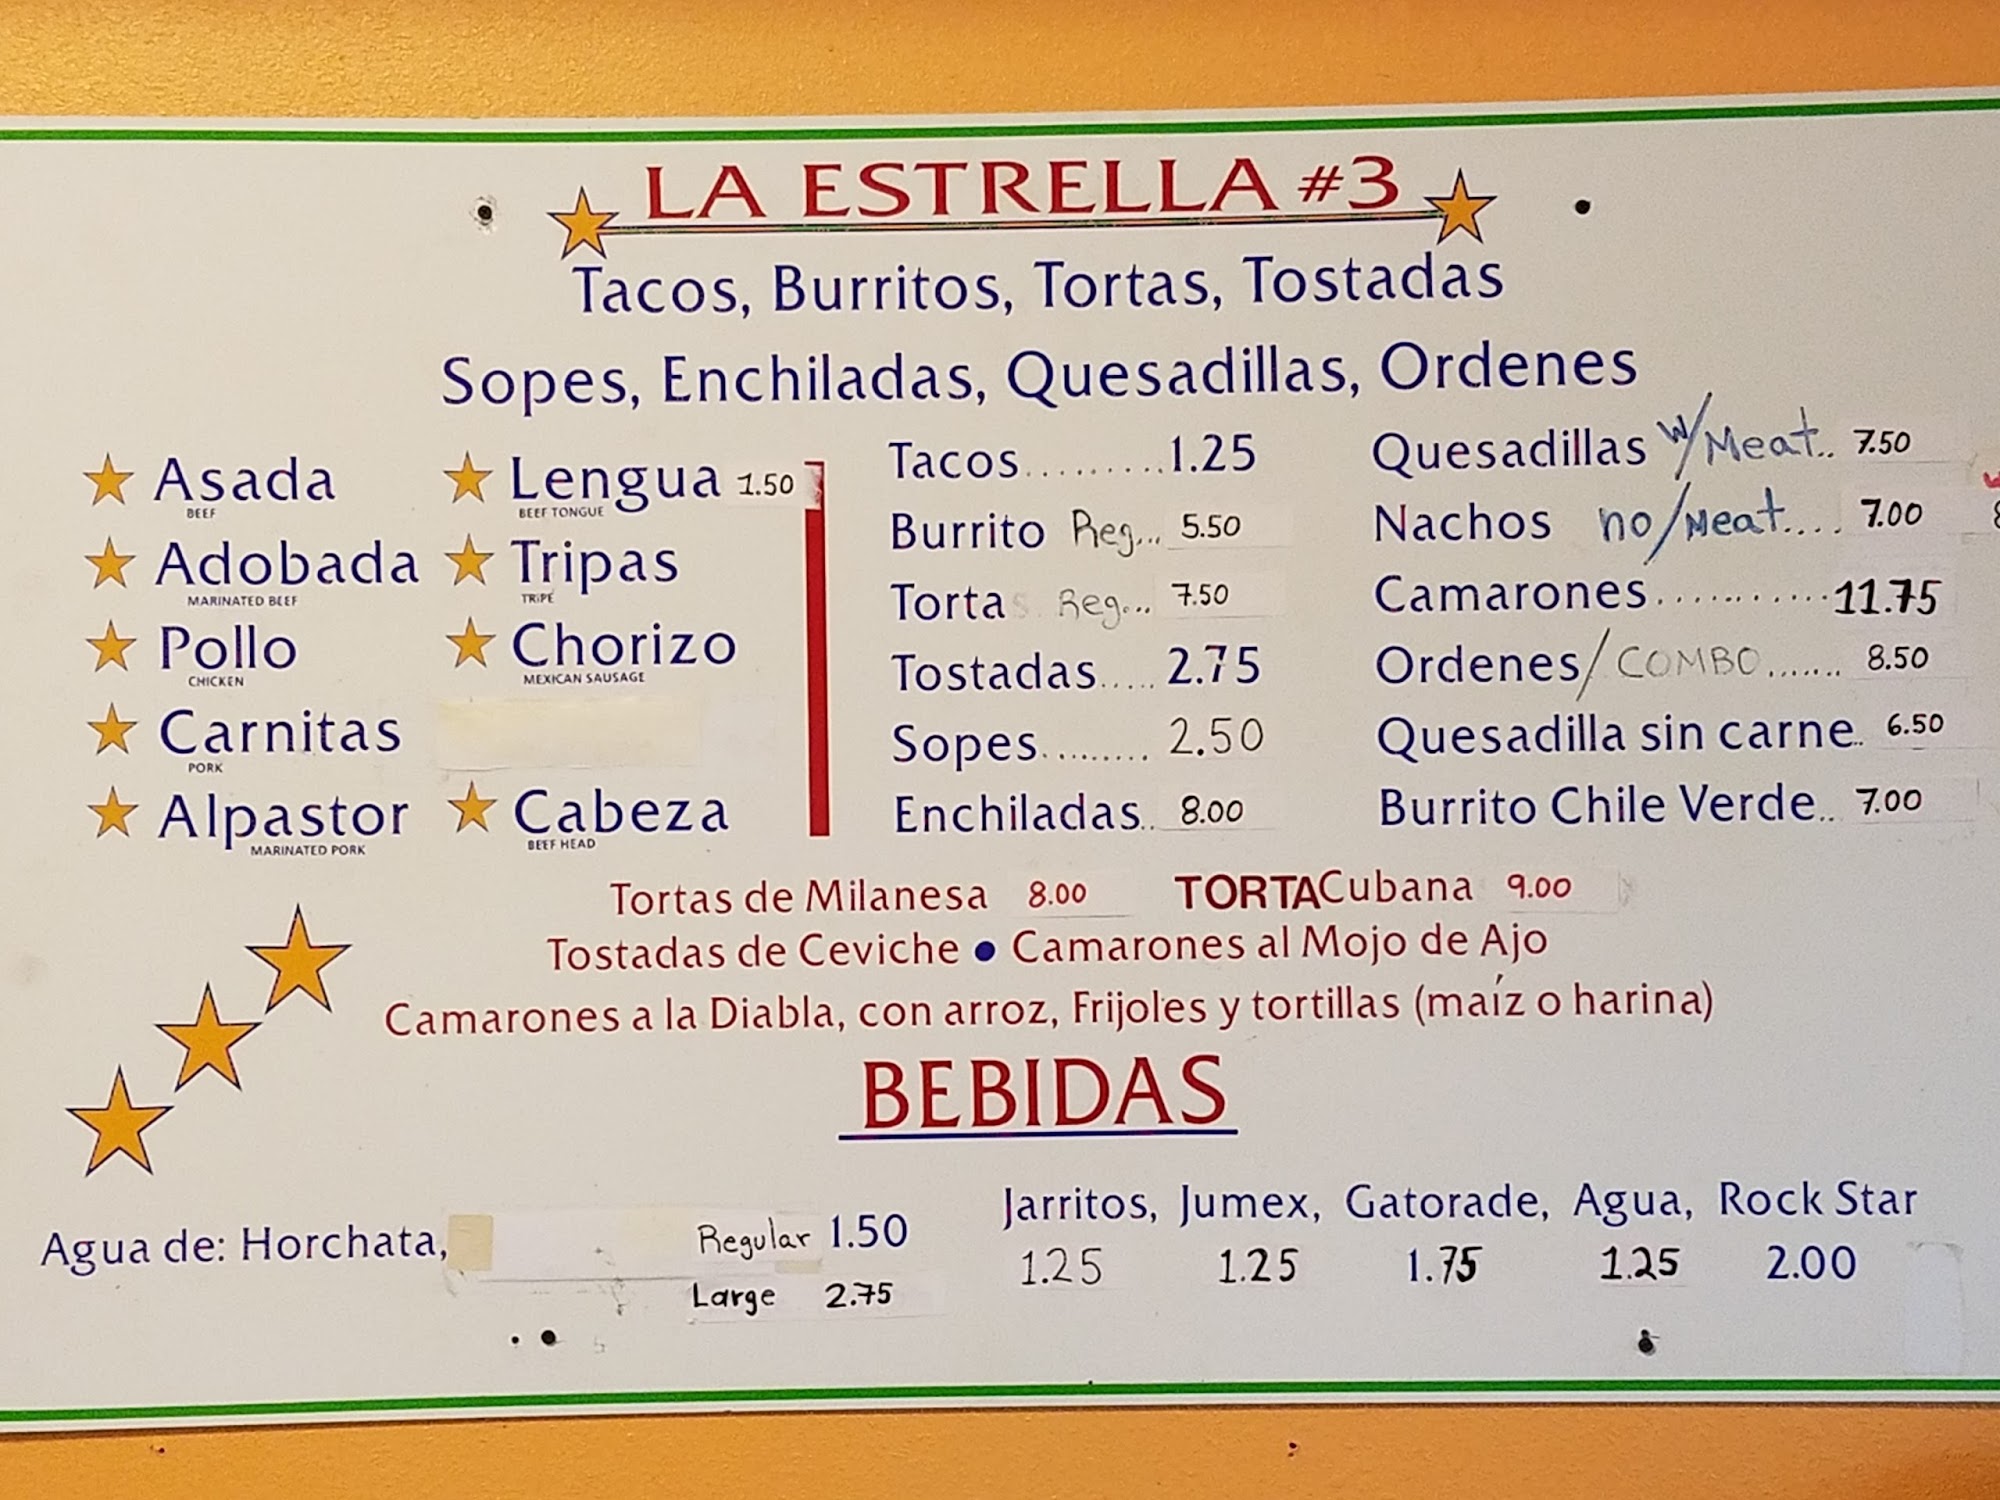 LA ESTRELLA #3
Tacos, Burritos, Tortas, Tostadas
Sopes, Enchiladas, Quesadillas, Ordenes
Asada
BEEF
Adobada
MARINATED BEEF
Pollo
CHICKEN
Carnitas
PORK
Alpastor
MARINATED PORK
Lengua 1.50
BEEF TONGUE
Tripas
TRIPE
Chorizo
MEXICAN SAUSAGE
Cabeza
BEEF HEAD
Tacos.........1.25
Burrito Reg... 5.50
Tortas Reg... 7.50
Tostadas..... 2.75
Sopes......... 2.50
Enchiladas.. 8.00
Quesadillas w/Meat.. 7.50
Nachos no/Meat.... 7.00
Camarones...........11.75
Ordenes/COMBO....... 8.50
Quesadilla sin carne.. 6.50
Burrito Chile Verde.. 7.00
Tortas de Milanesa 8.00 TORTA Cubana 9.00
Tostadas de Ceviche • Camarones al Mojo de Ajo
Camarones a la Diabla, con arroz, Frijoles y tortillas (maíz o harina)
BEBIDAS
Agua de: Horchata, Regular 1.50
Large 2.75
Jarritos, Jumex, Gatorade, Agua, Rock Star
1.25 1.25 1.75 1.25 2.00